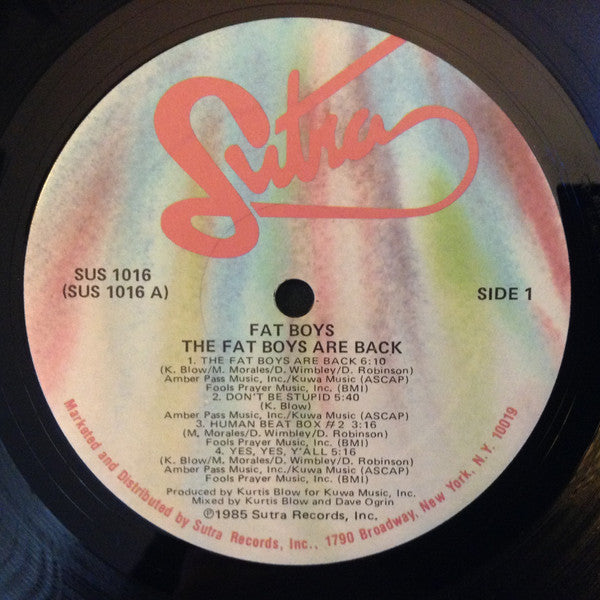 Sutra
SUS 1016
(SUS 1016 A)
SIDE 1
FAT BOYS
THE FAT BOYS ARE BACK
1. THE FAT BOYS ARE BACK 6:10
(K. Blow/M. Morales/D. Wimbley/D. Robinson)
Amber Pass Music, Inc./Kuwa Music (ASCAP)
Fools Prayer Music, Inc. (BMI)
2. DON'T BE STUPID 5:40
(K. Blow)
Amber Pass Music, Inc./Kuwa Music (ASCAP)
3. HUMAN BEAT BOX #2 3:16
(M. Morales/D. Wimbley/D. Robinson)
Fools Prayer Music, Inc. (BMI)
4. YES, YES, Y'ALL 5:16
(K. Blow/M. Morales/D. Wimbley/D. Robinson)
Amber Pass Music, Inc./Kuwa Music (ASCAP)
Fools Prayer Music, Inc. (BMI)
Produced by Kurtis Blow for Kuwa Music, Inc.
Mixed by Kurtis Blow and Dave Ogrin
℗1985 Sutra Records, Inc.
Marketed and Distributed by Sutra Records, Inc., 1790 Broadway, New York, N.Y. 10019